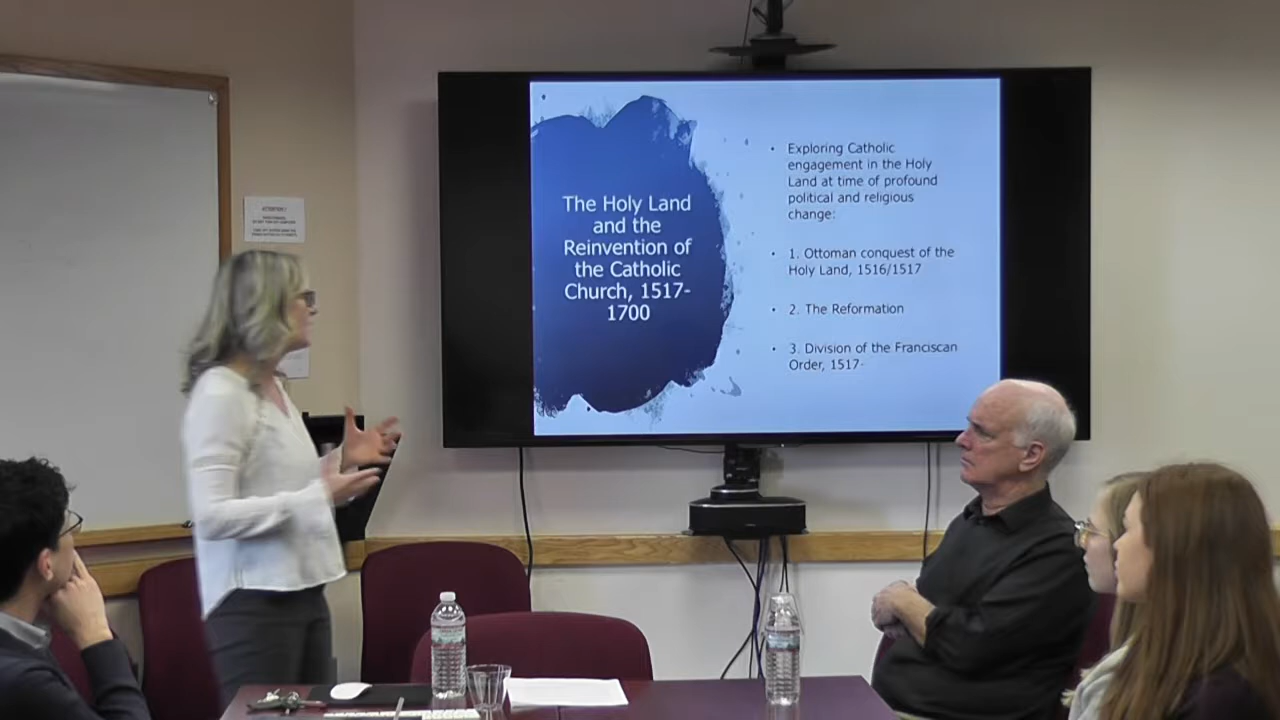 ATTENTION!
The Holy Land
and the
Reinvention of
the Catholic
Church, 1517-
1700
• Exploring Catholic
engagement in the Holy
Land at time of profound
political and religious
change:
• 1. Ottoman conquest of the
Holy Land, 1516/1517
• 2. The Reformation
• 3. Division of the Franciscan
Order, 1517-